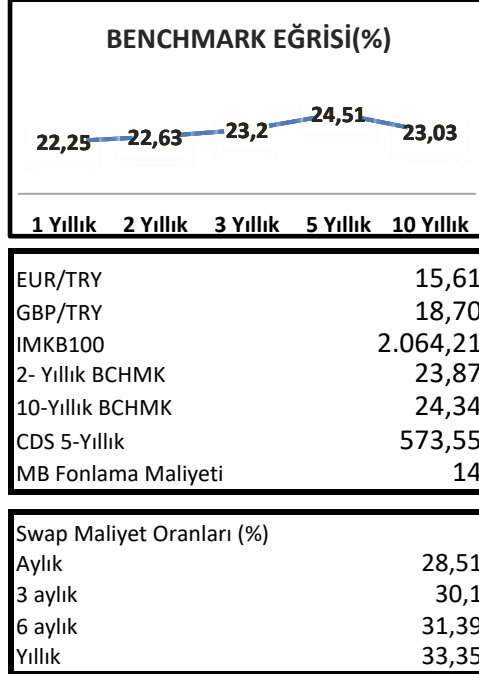 BENCHMARK EĞRİSİ(%)
22,25 22,63 23,2 24,51 23,03
1 Yıllık 2 Yıllık 3 Yıllık 5 Yıllık 10 Yıllık
EUR/TRY 15,61
GBP/TRY 18,70
IMKB100 2.064,21
2- Yıllık BCHMK 23,87
10-Yıllık BCHMK 24,34
CDS 5-Yıllık 573,55
MB Fonlama Maliyeti 14
Swap Maliyet Oranları (%)
Aylık 28,51
3 aylık 30,1
6 aylık 31,39
Yıllık 33,35